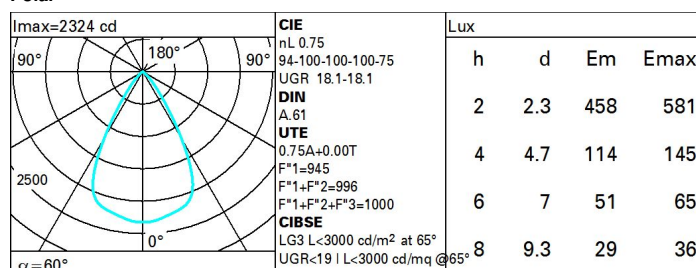 Imax=2324 cd
90° 180° 90°
2500
0°
α=60°
CIE
nL 0.75
94-100-100-100-75
UGR 18.1-18.1
DIN
A.61
UTE
0.75A+0.00T
F"1=945
F"1+F"2=996
F"1+F"2+F"3=1000
CIBSE
LG3 L<3000 cd/m² at 65°
UGR<19 | L<3000 cd/mq @65°
Lux
h d Em Emax
2 2.3 458 581
4 4.7 114 145
6 7 51 65
8 9.3 29 36